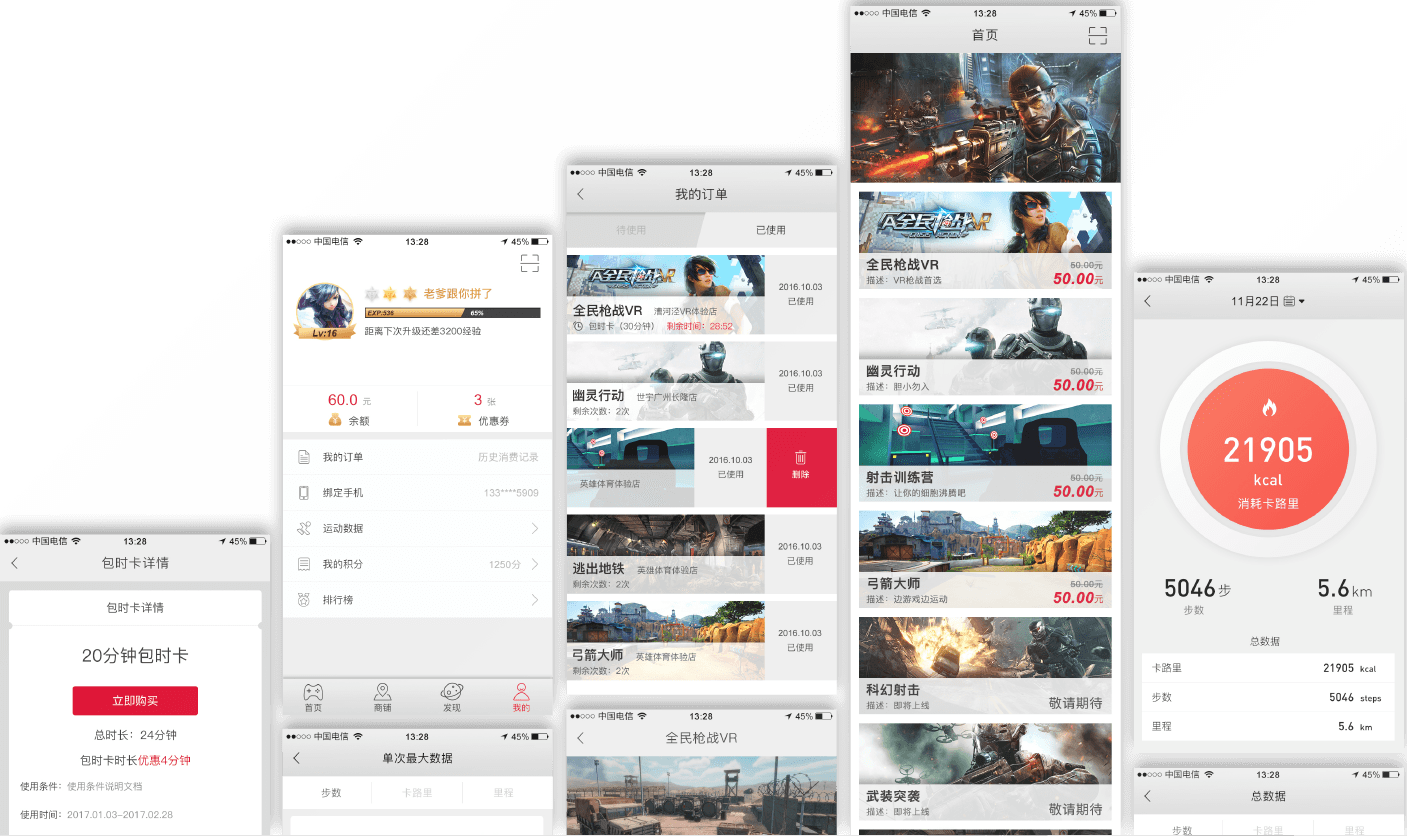 中国电信 13:28 45%
包时卡详情
包时卡详情
20分钟包时卡
立即购买
总时长：24分钟
包时卡时长优惠4分钟
使用条件：使用条件说明文档
使用时间：2017.01.03-2017.02.28
中国电信 13:28 45%
老爹跟你拼了
EXP:536 65%
Lv:16
距离下次升级还差3200经验
60.0 元
余额
3 张
优惠券
我的订单 历史消费记录
绑定手机 133****5909
运动数据
我的积分 1250分
排行榜
首页 商铺 发现 我的
中国电信 13:28 45%
单次最大数据
步数 卡路里 里程
中国电信 13:28 45%
我的订单
待使用 已使用
全民枪战VR
全民枪战VR 漕河泾VR体验店
包时卡（30分钟） 剩余时间：28:52
2016.10.03
已使用
幽灵行动 世宇广州长隆店
剩余次数：2次
2016.10.03
已使用
英雄体育体验店
2016.10.03
已使用
删除
逃出地铁 英雄体育体验店
剩余次数：2次
2016.10.03
已使用
弓箭大师 英雄体育体验店
剩余次数：2次
2016.10.03
已使用
中国电信 13:28 45%
全民枪战VR
中国电信 13:28 45%
首页
全民枪战VR
全民枪战VR 50.00元
描述：VR枪战首选 50.00元
幽灵行动 50.00元
描述：胆小勿入 50.00元
射击训练营 50.00元
描述：让你的细胞沸腾吧 50.00元
弓箭大师 50.00元
描述：边游戏边运动 50.00元
科幻射击
描述：即将上线 敬请期待
武装突袭
描述：即将上线 敬请期待
中国电信 13:28 45%
11月22日
21905
kcal
消耗卡路里
5046步
步数
5.6km
里程
总数据
卡路里 21905 kcal
步数 5046 steps
里程 5.6 km
中国电信 13:28 45%
总数据
步数 卡路里 里程